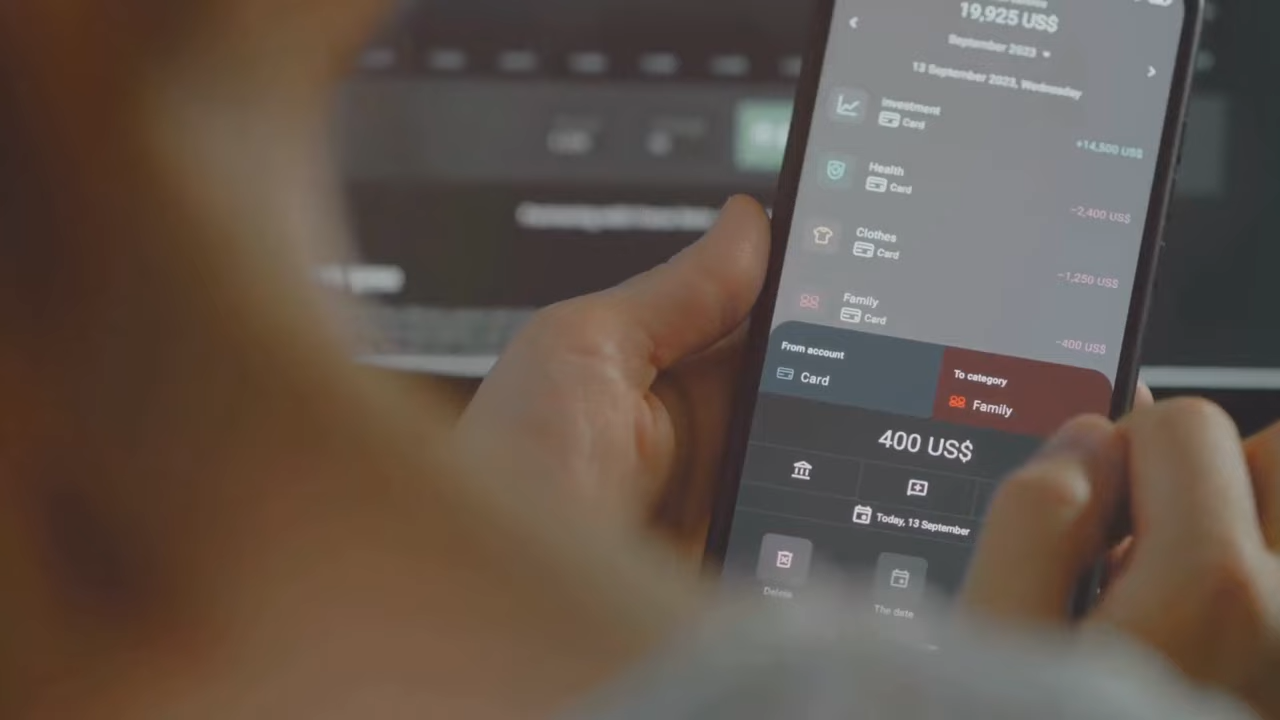 19,925 US$
September 2023
13 September 2023, Wednesday
Investment
Card
+14,800 US$
Health
Card
-2,400 US$
Clothes
Card
-1,250 US$
Family
Card
-400 US$
From account
Card
To category
Family
400 US$
Today, 13 September
Delete
The date